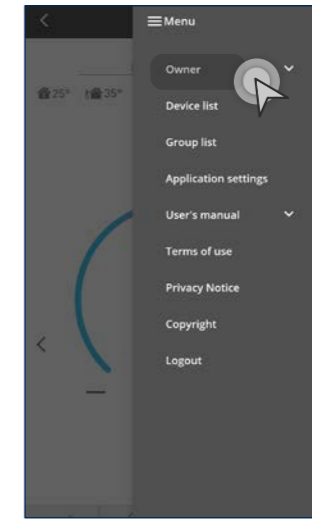 Menu
Owner
25° 35°
Device list
Group list
Application settings
User's manual
Terms of use
Privacy Notice
Copyright
Logout